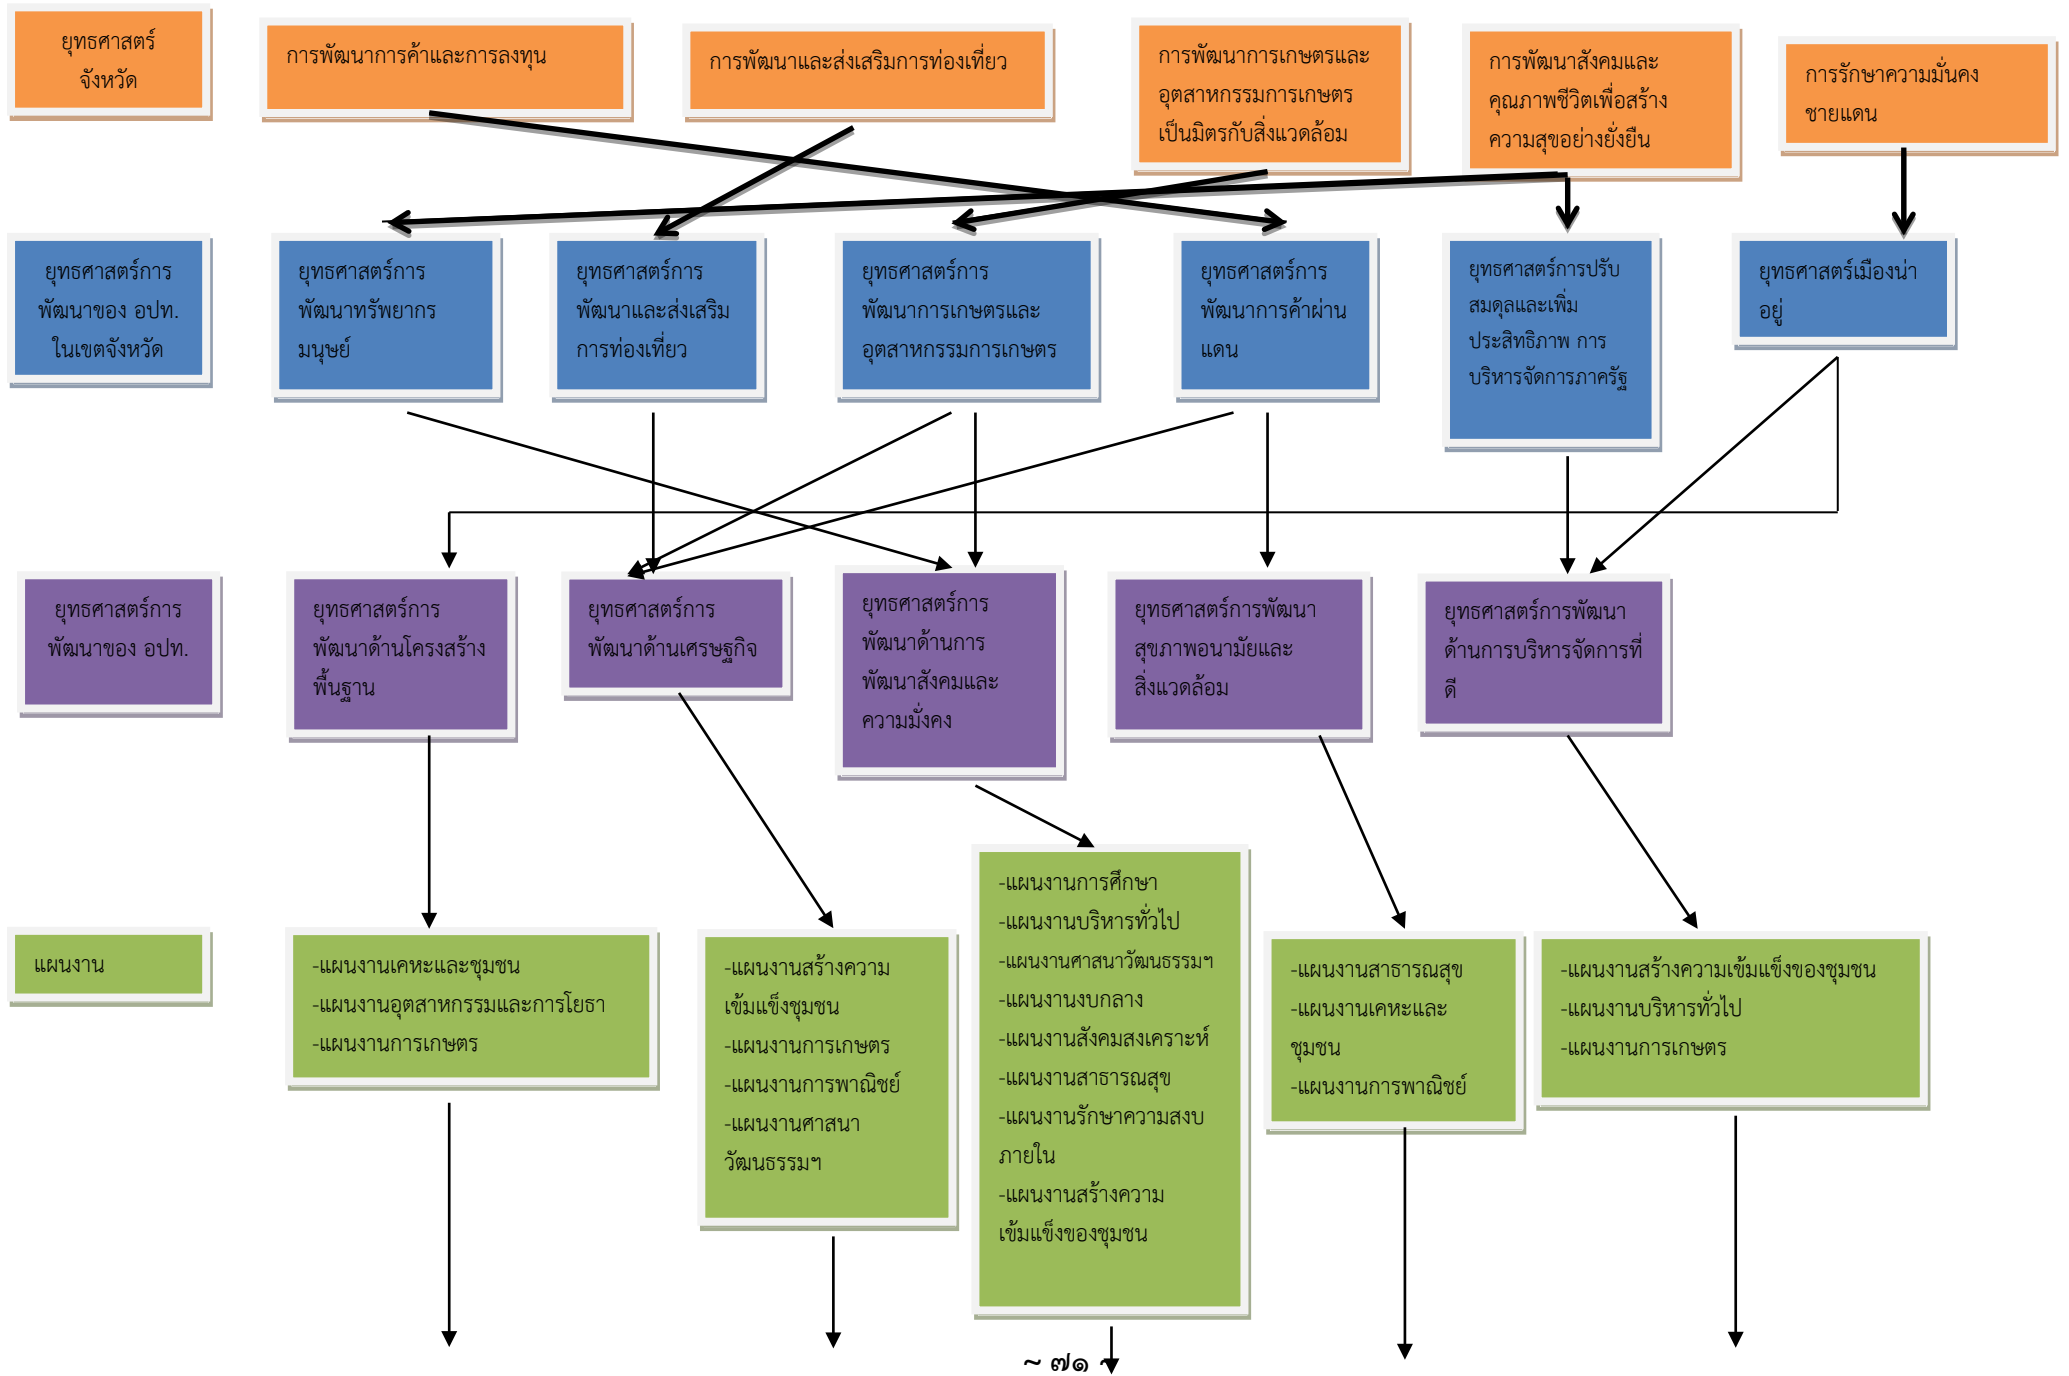 ยุทธศาสตร์
จังหวัด
การพัฒนาการค้าและการลงทุน
การพัฒนาและส่งเสริมการท่องเที่ยว
การพัฒนาการเกษตรและ
อุตสาหกรรมการเกษตร
เป็นมิตรกับสิ่งแวดล้อม
การพัฒนาสังคมและ
คุณภาพชีวิตเพื่อสร้าง
ความสุขอย่างยั่งยืน
การรักษาความมั่นคง
ชายแดน
ยุทธศาสตร์การ
พัฒนาของ อปท.
ในเขตจังหวัด
ยุทธศาสตร์การ
พัฒนาทรัพยากร
มนุษย์
ยุทธศาสตร์การ
พัฒนาและส่งเสริม
การท่องเที่ยว
ยุทธศาสตร์การ
พัฒนาการเกษตรและ
อุตสาหกรรมการเกษตร
ยุทธศาสตร์การ
พัฒนาการค้าผ่าน
แดน
ยุทธศาสตร์การปรับ
สมดุลและเพิ่ม
ประสิทธิภาพ การ
บริหารจัดการภาครัฐ
ยุทธศาสตร์เมืองน่า
อยู่
ยุทธศาสตร์การ
พัฒนาของ อปท.
ยุทธศาสตร์การ
พัฒนาด้านโครงสร้าง
พื้นฐาน
ยุทธศาสตร์การ
พัฒนาด้านเศรษฐกิจ
ยุทธศาสตร์การ
พัฒนาด้านการ
พัฒนาสังคมและ
ความมั่งคง
ยุทธศาสตร์การพัฒนา
สุขภาพอนามัยและ
สิ่งแวดล้อม
ยุทธศาสตร์การพัฒนา
ด้านการบริหารจัดการที่
ดี
แผนงาน
-แผนงานเคหะและชุมชน
-แผนงานอุตสาหกรรมและการโยธา
-แผนงานการเกษตร
-แผนงานสร้างความ
เข้มแข็งชุมชน
-แผนงานการเกษตร
-แผนงานการพาณิชย์
-แผนงานศาสนา
วัฒนธรรมฯ
-แผนงานการศึกษา
-แผนงานบริหารทั่วไป
-แผนงานศาสนาวัฒนธรรมฯ
-แผนงานงบกลาง
-แผนงานสังคมสงเคราะห์
-แผนงานสาธารณสุข
-แผนงานรักษาความสงบ
ภายใน
-แผนงานสร้างความ
เข้มแข็งของชุมชน
-แผนงานสาธารณสุข
-แผนงานเคหะและ
ชุมชน
-แผนงานการพาณิชย์
-แผนงานสร้างความเข้มแข็งของชุมชน
-แผนงานบริหารทั่วไป
-แผนงานการเกษตร
~ ๗๑ ~